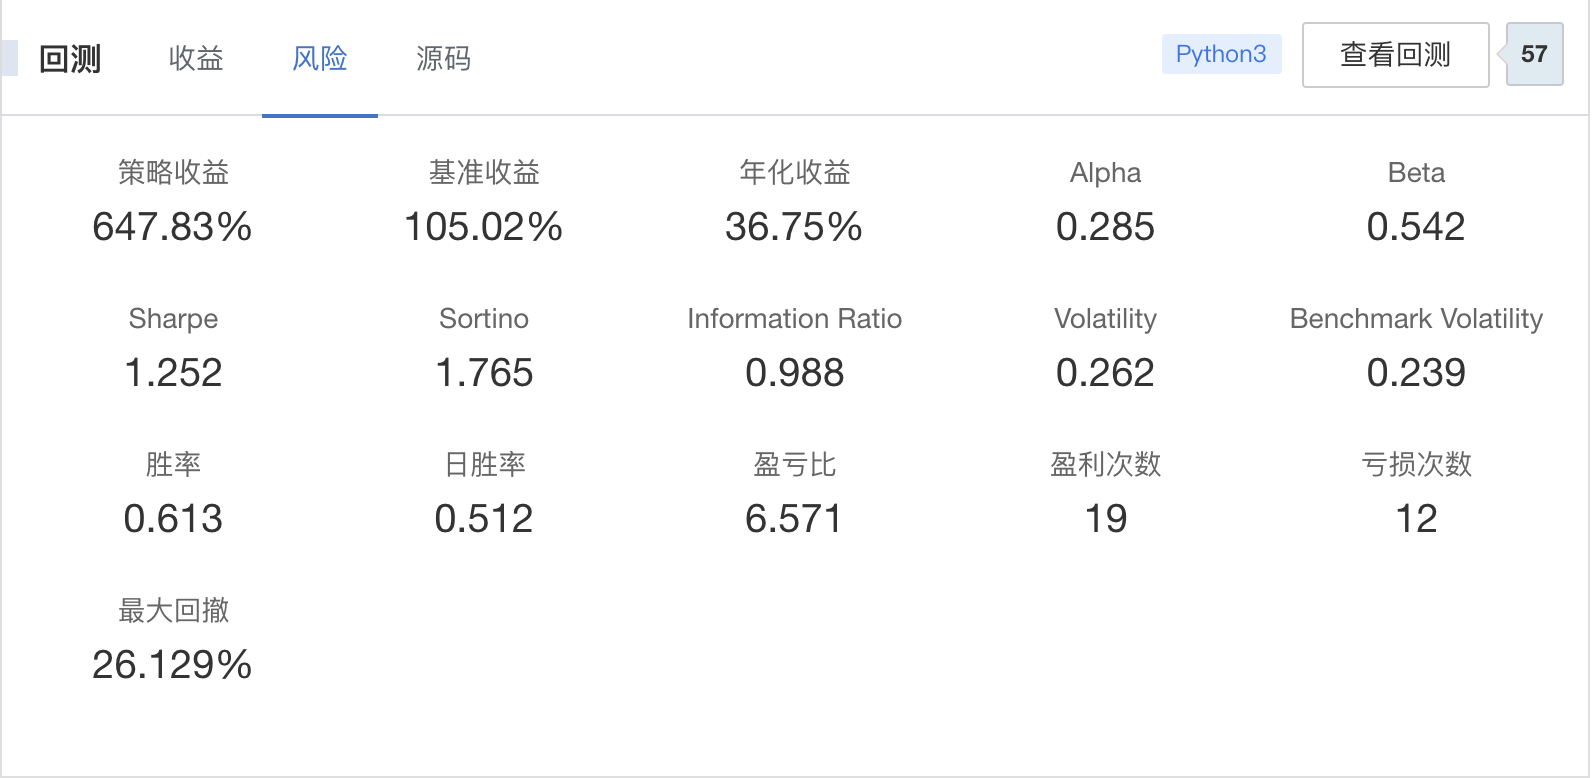 回测 收益 风险 源码 Python3 查看回测 57
策略收益 基准收益 年化收益 Alpha Beta
647.83% 105.02% 36.75% 0.285 0.542
Sharpe Sortino Information Ratio Volatility Benchmark Volatility
1.252 1.765 0.988 0.262 0.239
胜率 日胜率 盈亏比 盈利次数 亏损次数
0.613 0.512 6.571 19 12
最大回撤
26.129%